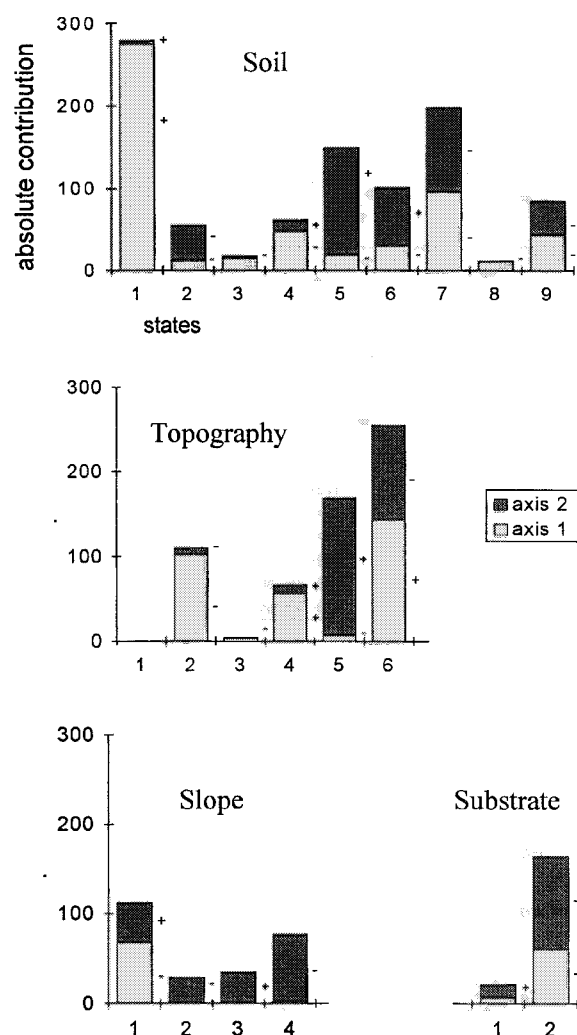 300
Soil
200
100
0
absolute contribution
1 2 3 4 5 6 7 8 9
states
300
Topography
200
100
0
1 2 3 4 5 6
axis 2
axis 1
300
Slope Substrate
200
100
0
1 2 3 4 1 2